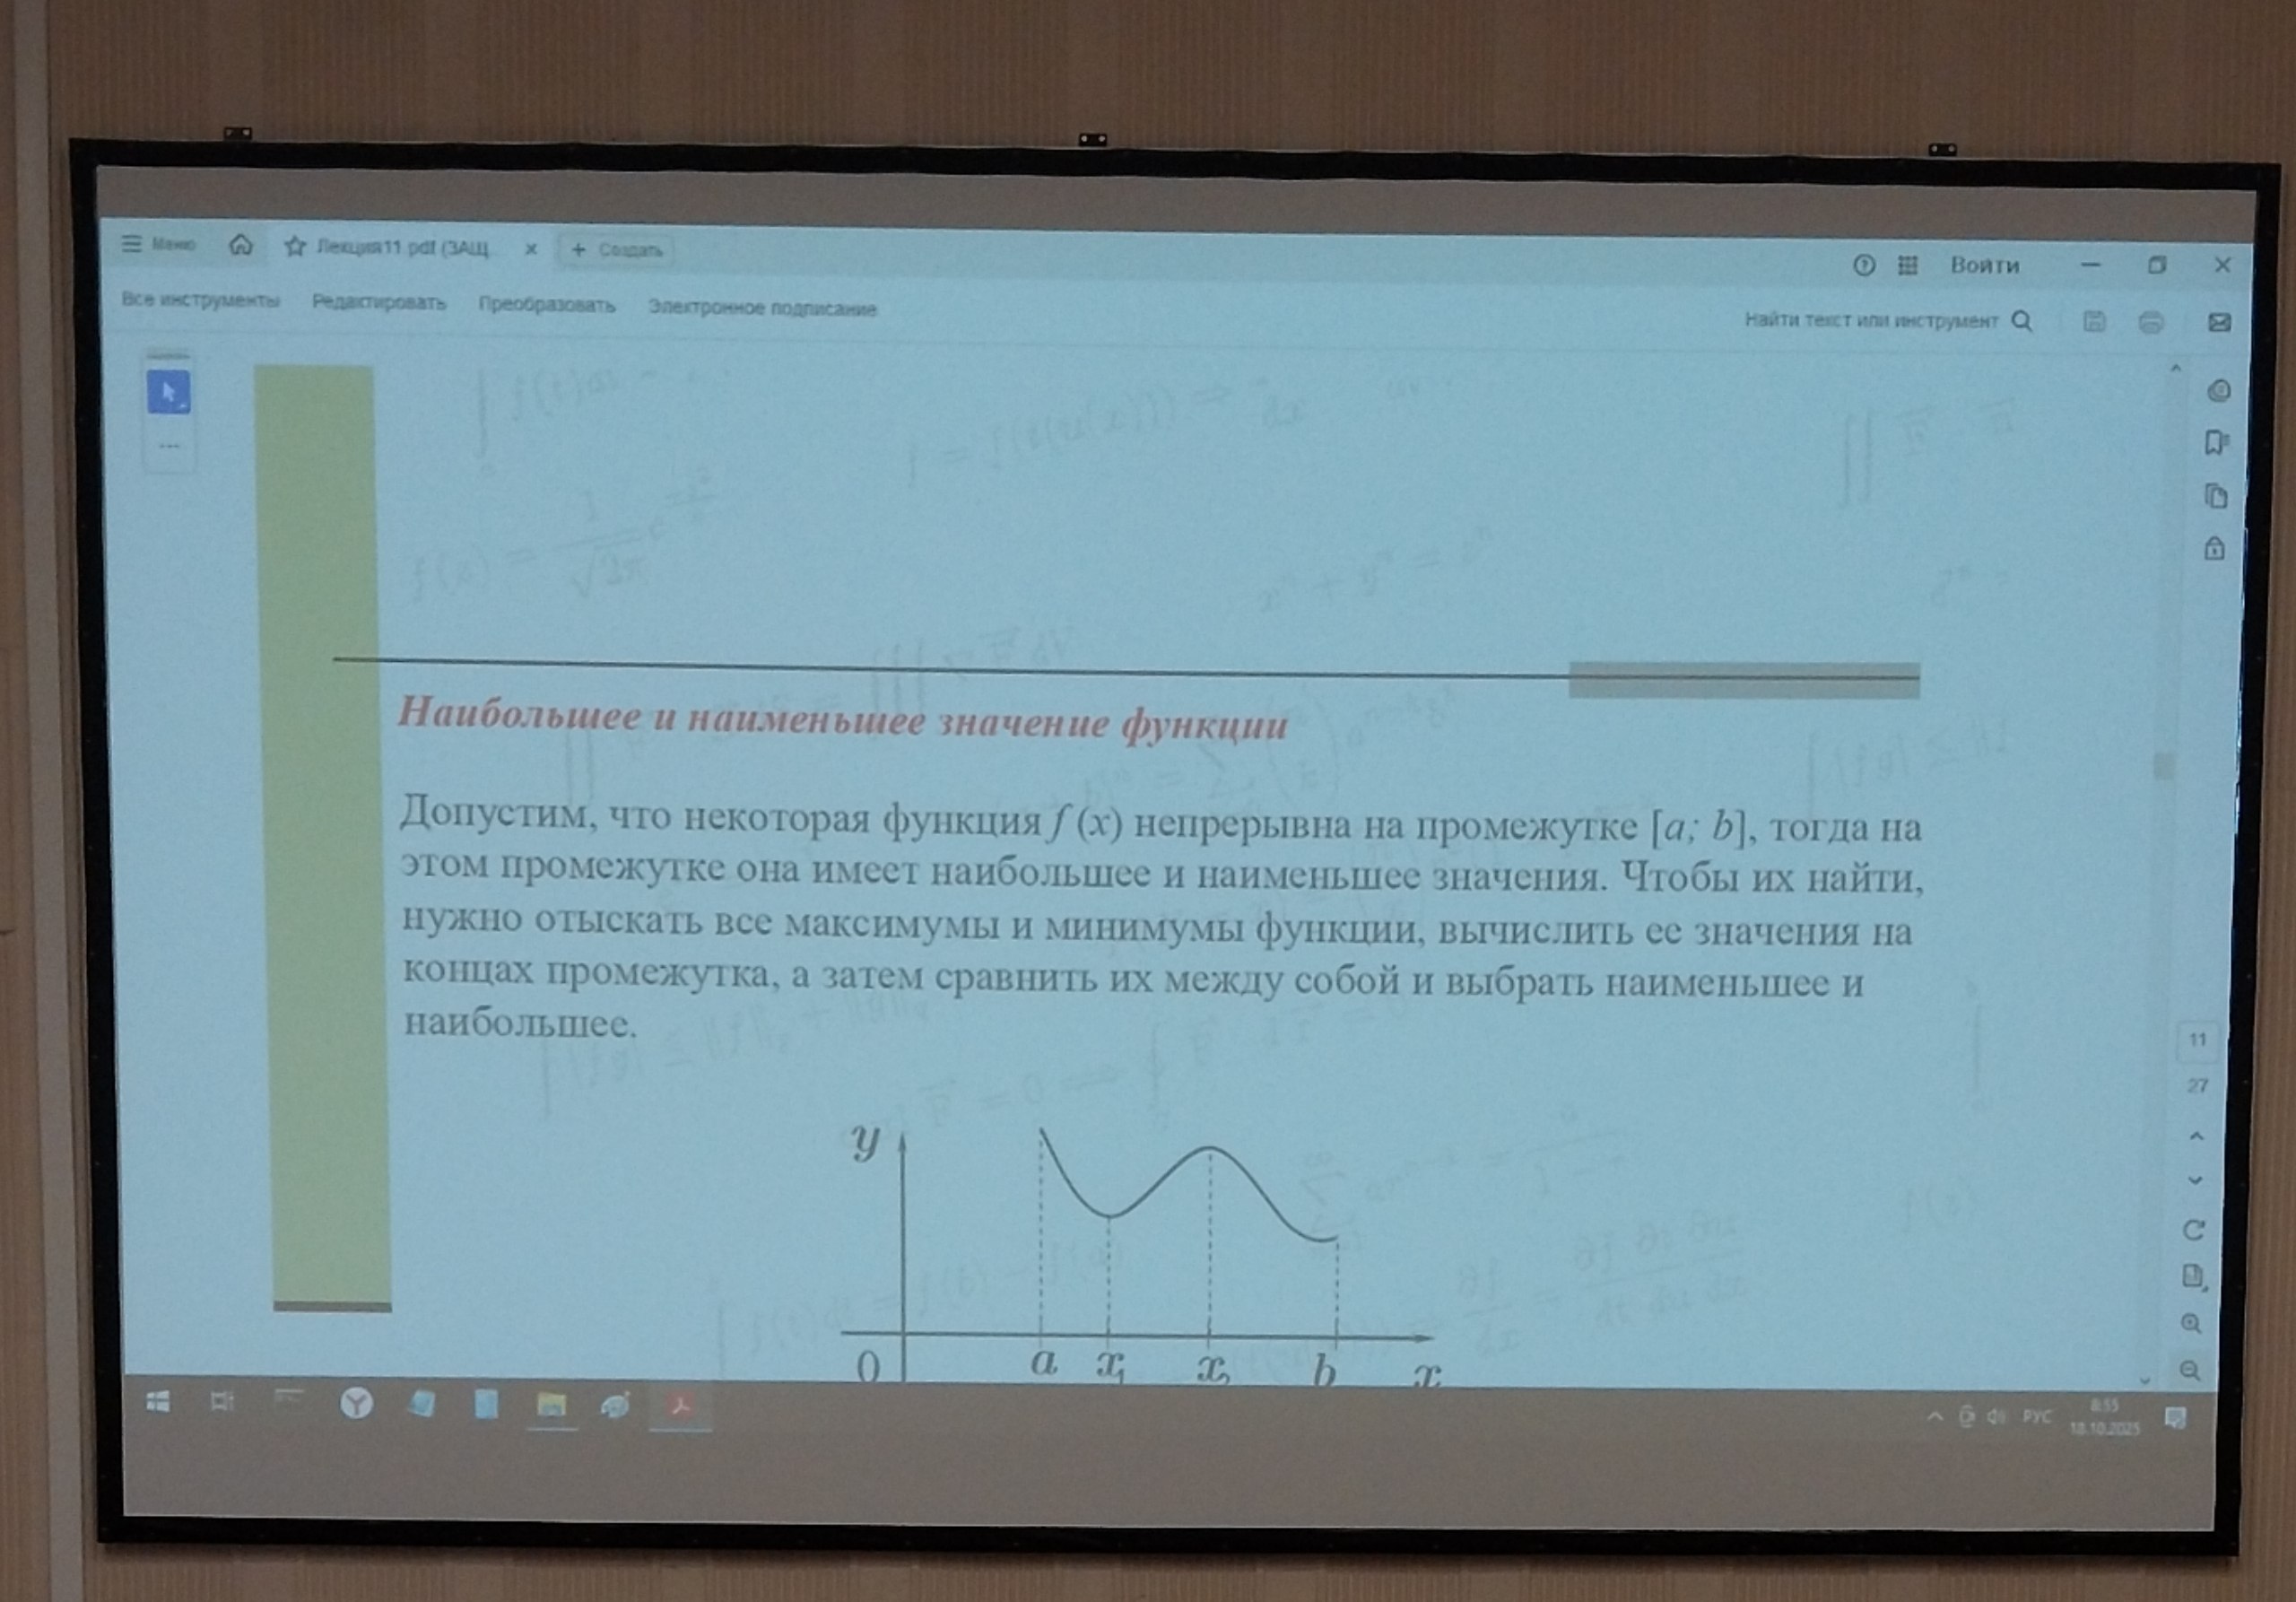 Меню
Лекция11.pdf (ЗАЩ
+ Создать
Войти
Все инструменты Редактировать Преобразовать Электронное подписание
Найти текст или инструмент
Наибольшее и наименьшее значение функции
Допустим, что некоторая функция f (x) непрерывна на промежутке [a; b], тогда на
этом промежутке она имеет наибольшее и наименьшее значения. Чтобы их найти,
нужно отыскать все максимумы и минимумы функции, вычислить ее значения на
концах промежутка, а затем сравнить их между собой и выбрать наименьшее и
наибольшее.
11
27
y
0 a x₁ x₂ b x
РУС
8:55
18.10.2025